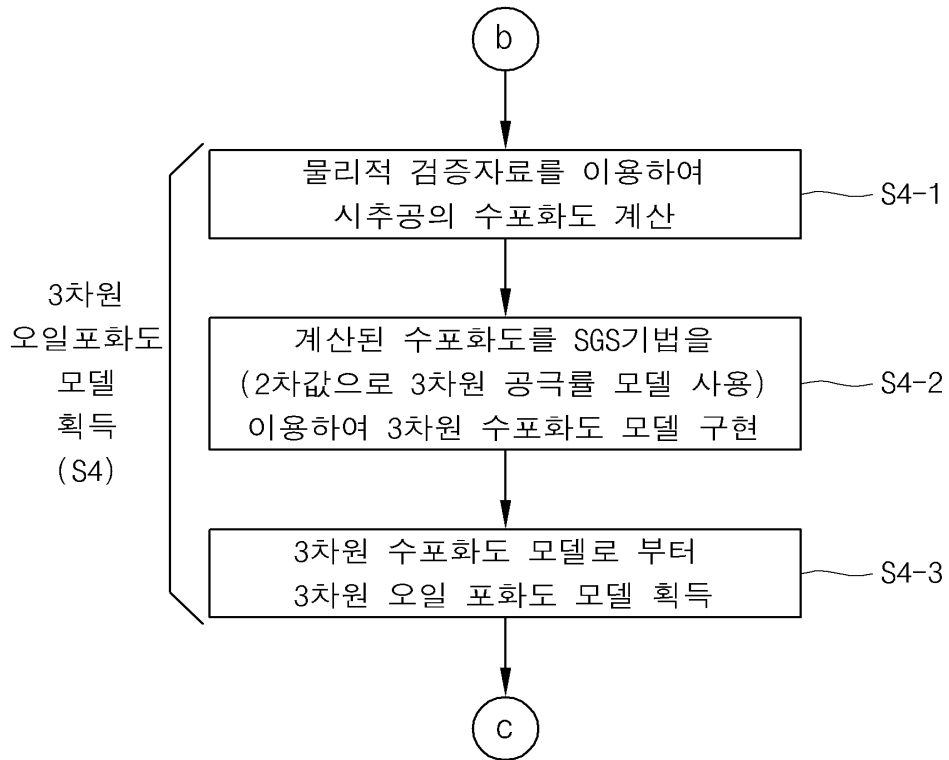 b
물리적 검증자료를 이용하여
시추공의 수포화도 계산
S4-1
3차원
오일포화도
모델
획득
(S4)
계산된 수포화도를 SGS기법을
(2차값으로 3차원 공극률 모델 사용)
이용하여 3차원 수포화도 모델 구현
S4-2
3차원 수포화도 모델로 부터
3차원 오일 포화도 모델 획득
S4-3
c